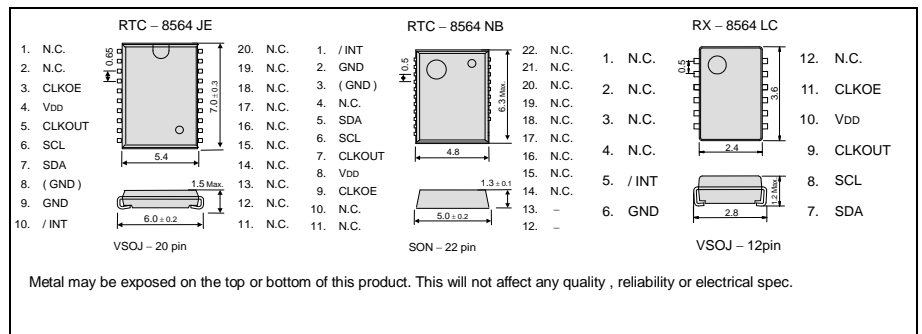 RTC – 8564 JE
1. N.C.
2. N.C.
3. CLKOE
4. VDD
5. CLKOUT
6. SCL
7. SDA
8. ( GND )
9. GND
10. / INT
0.65
7.0 ± 0.3
5.4
1.5 Max.
6.0 ± 0.2
20. N.C.
19. N.C.
18. N.C.
17. N.C.
16. N.C.
15. N.C.
14. N.C.
13. N.C.
12. N.C.
11. N.C.
VSOJ – 20 pin
RTC – 8564 NB
1. / INT
2. GND
3. ( GND )
4. N.C.
5. SDA
6. SCL
7. CLKOUT
8. VDD
9. CLKOE
10. N.C.
11. N.C.
0.5
6.3 Max.
4.8
1.3 ± 0.1
5.0 ± 0.2
22. N.C.
21. N.C.
20. N.C.
19. N.C.
18. N.C.
17. N.C.
16. N.C.
15. N.C.
14. N.C.
13. –
12. –
SON – 22 pin
RX – 8564 LC
1. N.C.
2. N.C.
3. N.C.
4. N.C.
5. / INT
6. GND
0.5
3.6
2.4
1.2 Max.
2.8
12. N.C.
11. CLKOE
10. VDD
9. CLKOUT
8. SCL
7. SDA
VSOJ – 12pin
Metal may be exposed on the top or bottom of this product. This will not affect any quality , reliability or electrical spec.